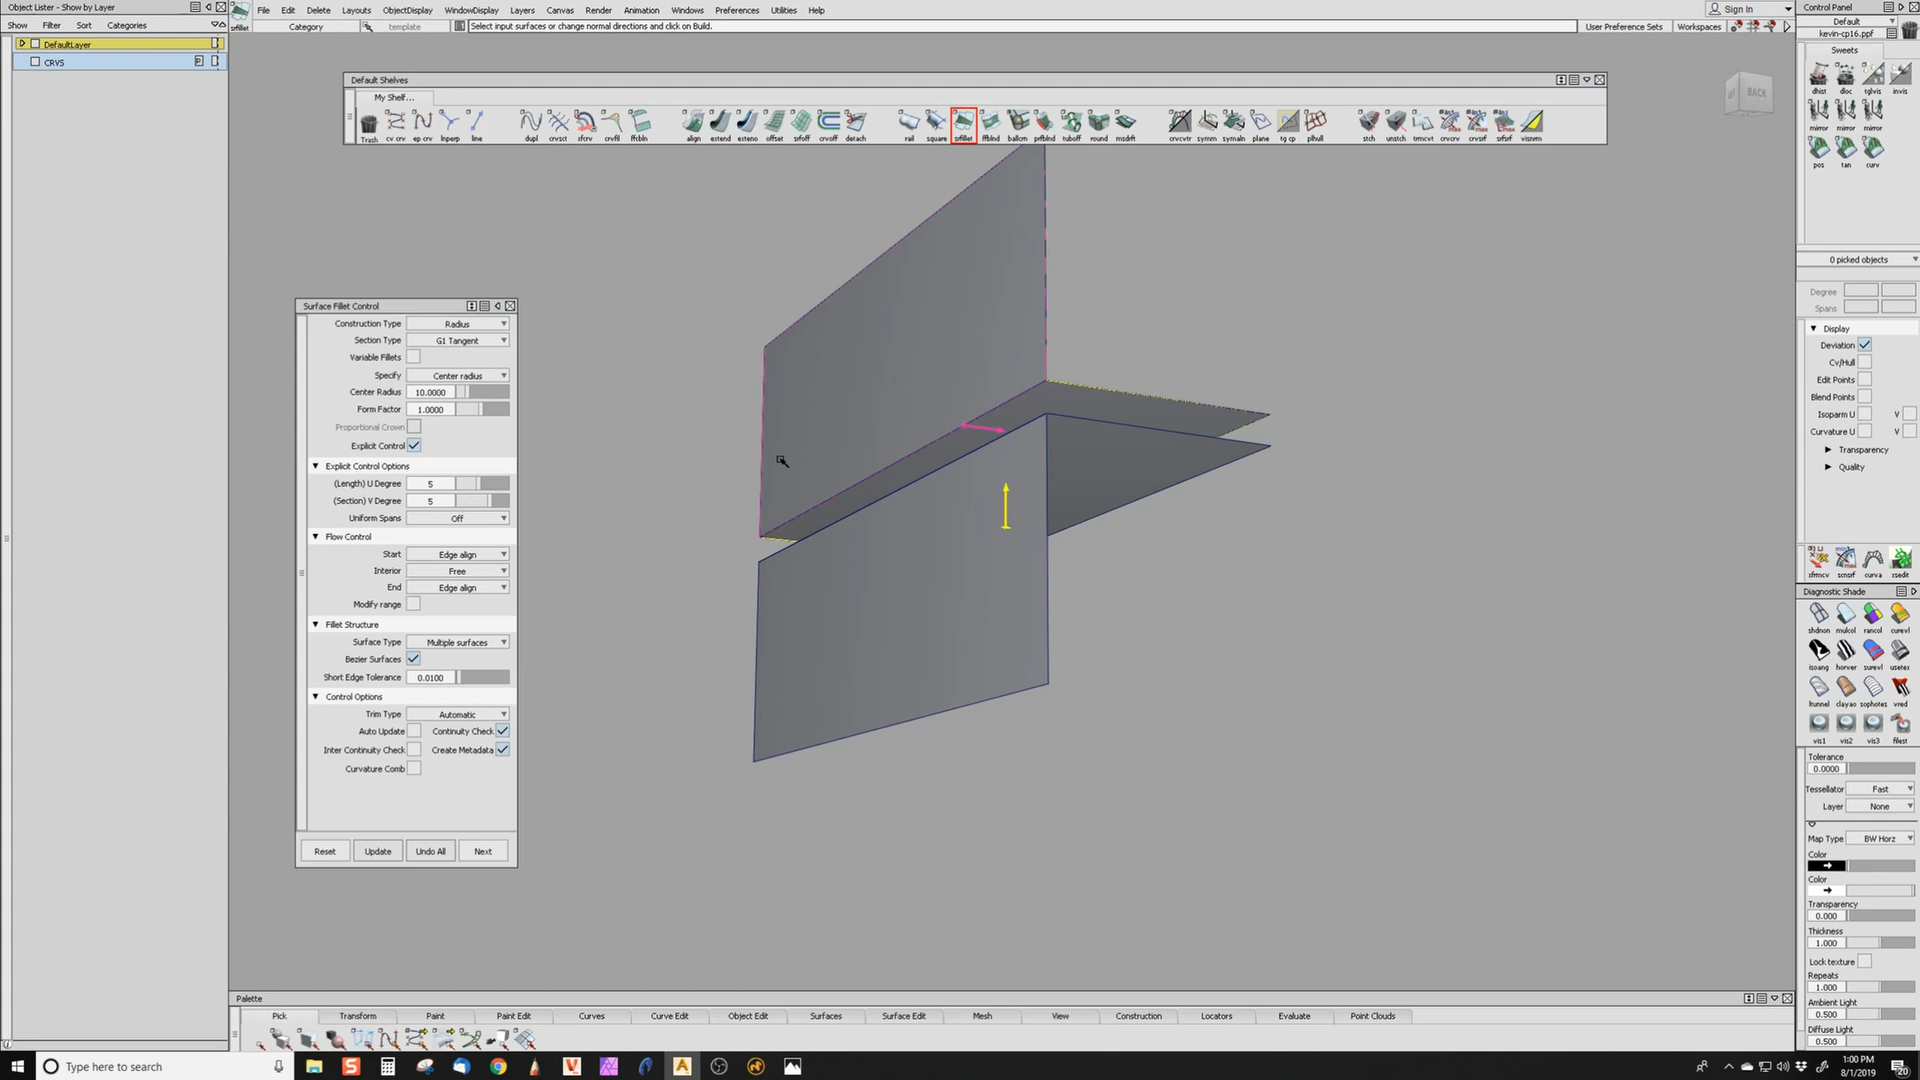 Object Lister - Show by Layer
Show Filter Sort Categories
DefaultLayer
CRVS
File Edit Delete Layouts ObjectDisplay WindowDisplay Layers Canvas Render Animation Windows Preferences Utilities Help
Sign In
srfillet
Category
template
Select input surfaces or change normal directions and click on Build.
User Preference Sets
Workspaces
Default Shelves
My Shelf...
Trash cv crv ep crv lnperp line dupl crvsct xfcrv crvfil ffcbln align extend extend offset srfoff crvoff detach rail square srfillet ffblnd ballcrn prfblnd tuboff round msdrft crvcvtr symm symaln plane tg cp plhull stch unstch trmcvt crvcrv crvsrf srfsrf visnrm
BACK
Surface Fillet Control
Construction Type Radius
Section Type G1 Tangent
Variable Fillets
Specify Center radius
Center Radius 10.0000
Form Factor 1.0000
Proportional Crown
Explicit Control
Explicit Control Options
(Length) U Degree 5
(Section) V Degree 5
Uniform Spans Off
Flow Control
Start Edge align
Interior Free
End Edge align
Modify range
Fillet Structure
Surface Type Multiple surfaces
Bezier Surfaces
Short Edge Tolerance 0.0100
Control Options
Trim Type Automatic
Auto Update Continuity Check
Inter Continuity Check Create Metadata
Curvature Comb
Reset Update Undo All Next
Control Panel
Default
kevin-cp16.ppf
Sweets
dhist dloc tglvis invis
mirror mirror mirror
pos tan curv
0 picked objects
Degree
Spans
Display
Deviation
Cv/Hull
Edit Points
Blend Points
Isoparm U V
Curvature U V
Transparency
Quality
xfrmcv scnsrf curva xsedit
Diagnostic Shade
shdnon mulcol rancol curevl
isoang horver surevl usetex
ltunnel clayao sophotes vred
vis1 vis2 vis3 filest
Tolerance
0.0000
Tessellator Fast
Layer None
Map Type BW Horz
Color
Color
Transparency
0.000
Thickness
1.000
Lock texture
Repeats
1.000
Ambient Light
0.500
Diffuse Light
0.500
Palette
Pick Transform Paint Paint Edit Curves Curve Edit Object Edit Surfaces Surface Edit Mesh View Construction Locators Evaluate Point Clouds
Type here to search
1:00 PM
8/1/2019
20